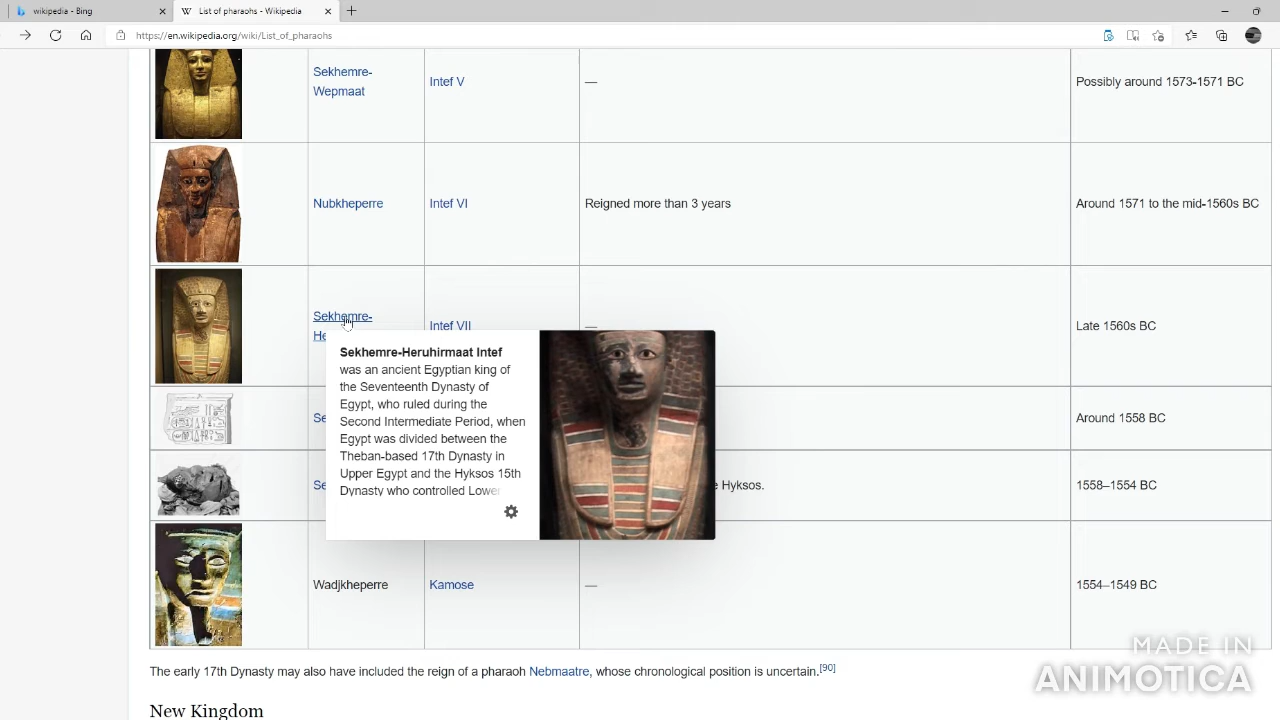 wikipedia - Bing
List of pharaohs - Wikipedia
https://en.wikipedia.org/wiki/List_of_pharaohs
Sekhemre-
Wepmaat
Intef V
—
Possibly around 1573-1571 BC
Nubkheperre
Intef VI
Reigned more than 3 years
Around 1571 to the mid-1560s BC
Sekhemre-
He
Intef VII
—
Late 1560s BC
Sekhemre-Heruhirmaat Intef
was an ancient Egyptian king of
the Seventeenth Dynasty of
Egypt, who ruled during the
Second Intermediate Period, when
Egypt was divided between the
Theban-based 17th Dynasty in
Upper Egypt and the Hyksos 15th
Dynasty who controlled Lower
Se
Around 1558 BC
Se
e Hyksos.
1558–1554 BC
Wadjkheperre
Kamose
—
1554–1549 BC
The early 17th Dynasty may also have included the reign of a pharaoh Nebmaatre, whose chronological position is uncertain.[90]
New Kingdom
MADE IN
ANIMOTICA